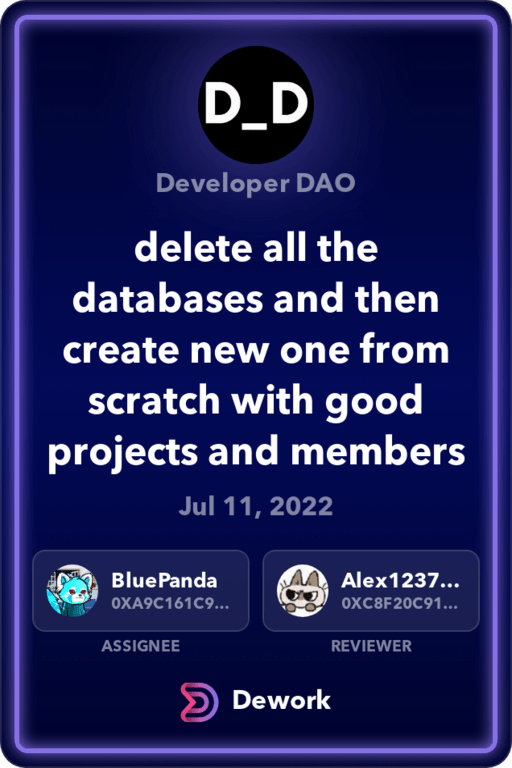 D_D
Developer DAO
delete all the
databases and then
create new one from
scratch with good
projects and members
Jul 11, 2022
BluePanda
0XA9C161C9...
ASSIGNEE
Alex1237...
0XC8F20C91...
REVIEWER
Dework